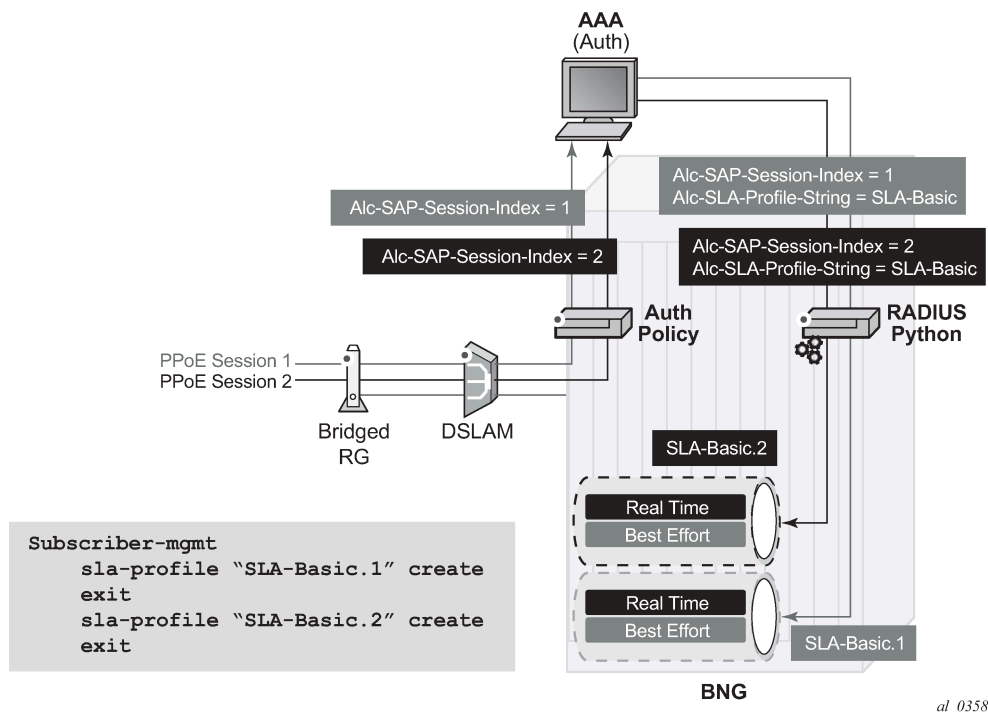 AAA
(Auth)
Alc-SAP-Session-Index = 1
Alc-SLA-Profile-String = SLA-Basic
Alc-SAP-Session-Index = 1
Alc-SAP-Session-Index = 2
Alc-SAP-Session-Index = 2
Alc-SLA-Profile-String = SLA-Basic
Auth
Policy
RADIUS
Python
PPoE Session 1
PPoE Session 2
Bridged
RG
DSLAM
SLA-Basic.2
Real Time
Best Effort
Subscriber-mgmt
sla-profile “SLA-Basic.1” create
exit
sla-profile “SLA-Basic.2” create
exit
Real Time
Best Effort
SLA-Basic.1
BNG
al_0358